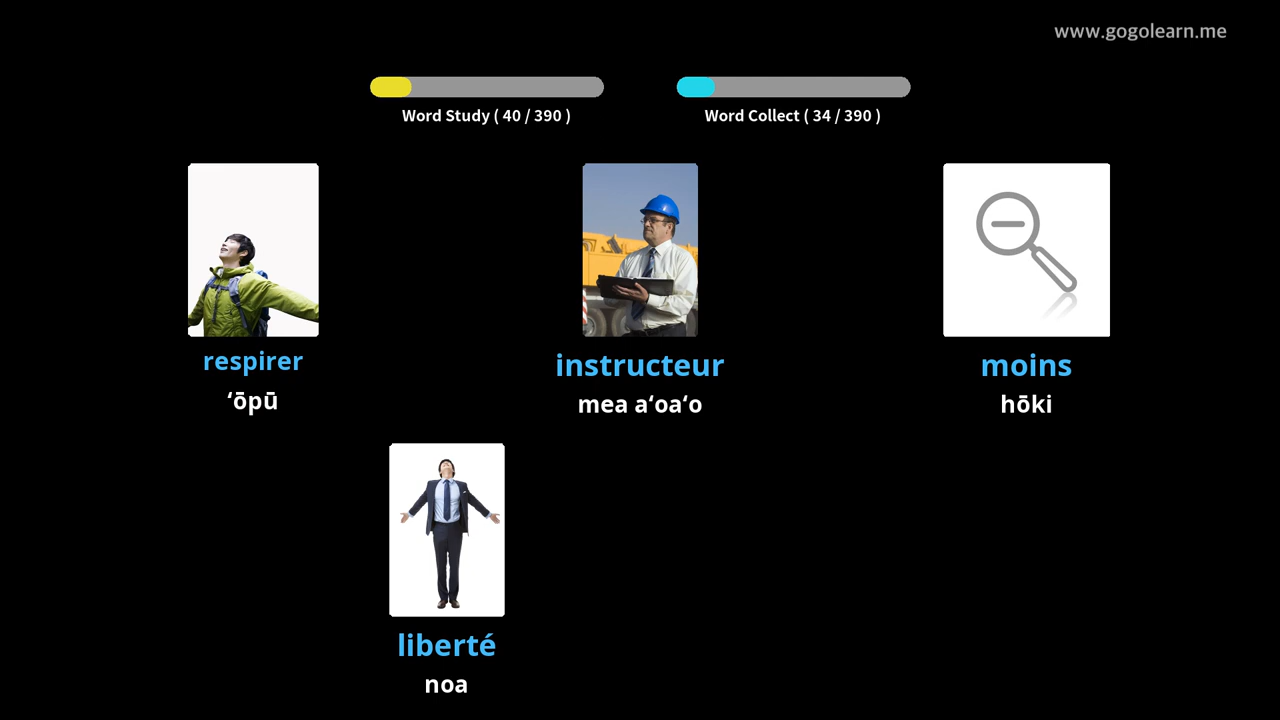 www.gogolearn.me
Word Study ( 40 / 390 )
Word Collect ( 34 / 390 )
respirer
ʻōpū
instructeur
mea aʻoaʻo
moins
hōki
liberté
noa